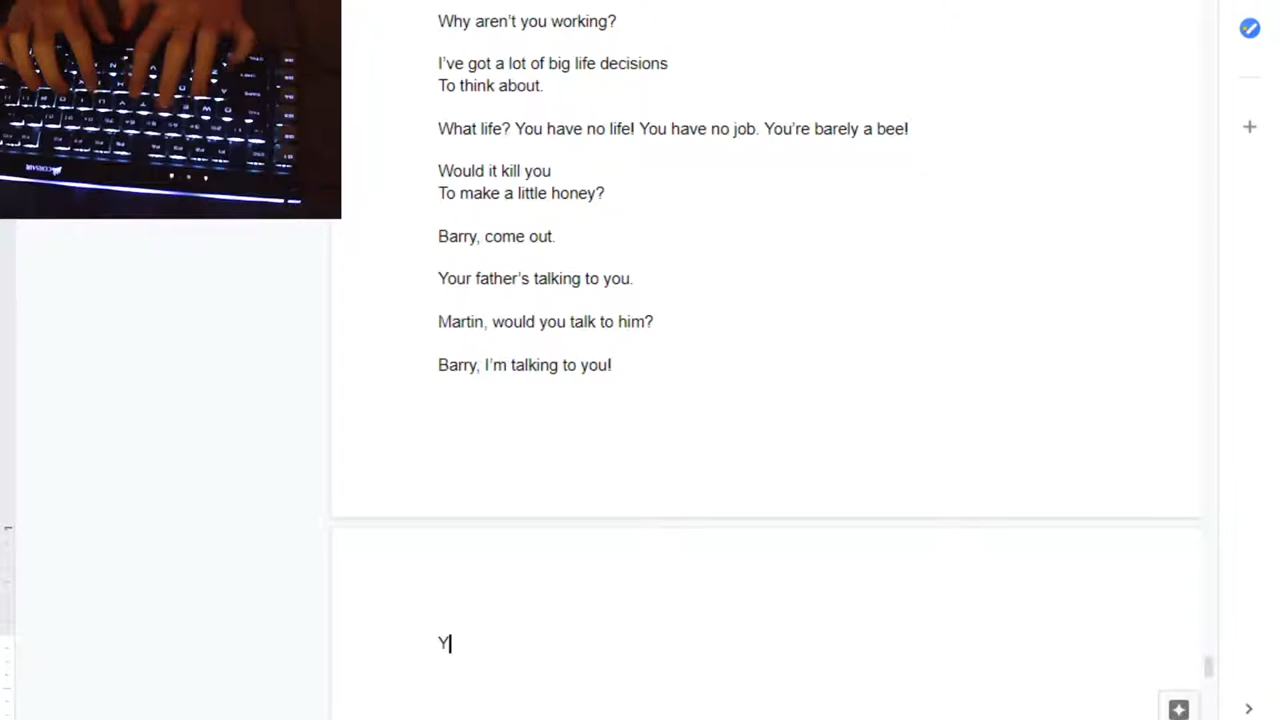 Why aren’t you working?
I’ve got a lot of big life decisions
To think about.
What life? You have no life! You have no job. You’re barely a bee!
Would it kill you
To make a little honey?
Barry, come out.
Your father’s talking to you.
Martin, would you talk to him?
Barry, I’m talking to you!
Y